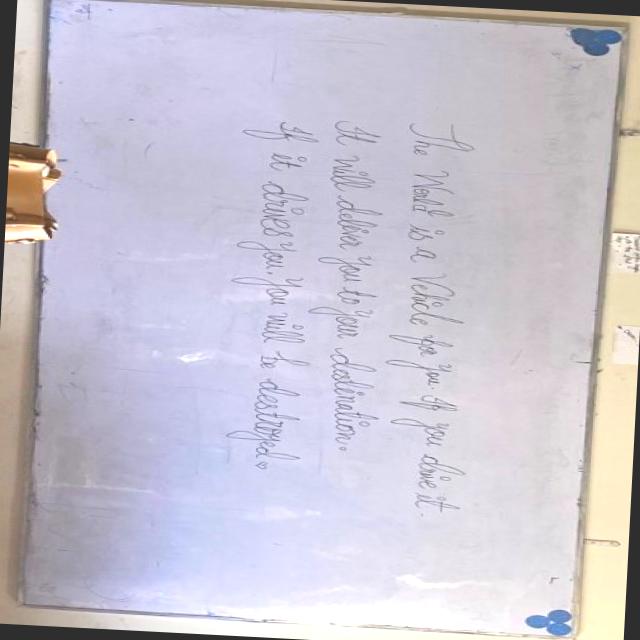 The World is a Vehicle for you if you drive it.
It will deliver you to your destination.
If it drives you, you will be destroyed.